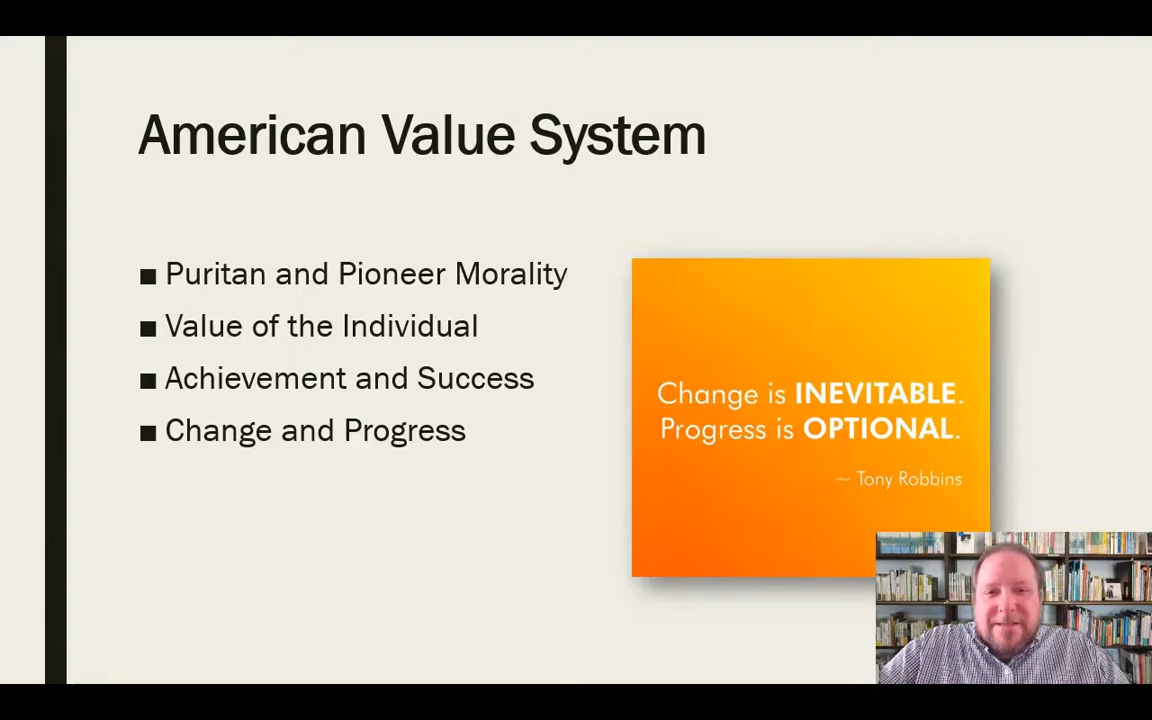 American Value System
■ Puritan and Pioneer Morality
■ Value of the Individual
■ Achievement and Success
■ Change and Progress
Change is INEVITABLE.
Progress is OPTIONAL.
~ Tony Robbins